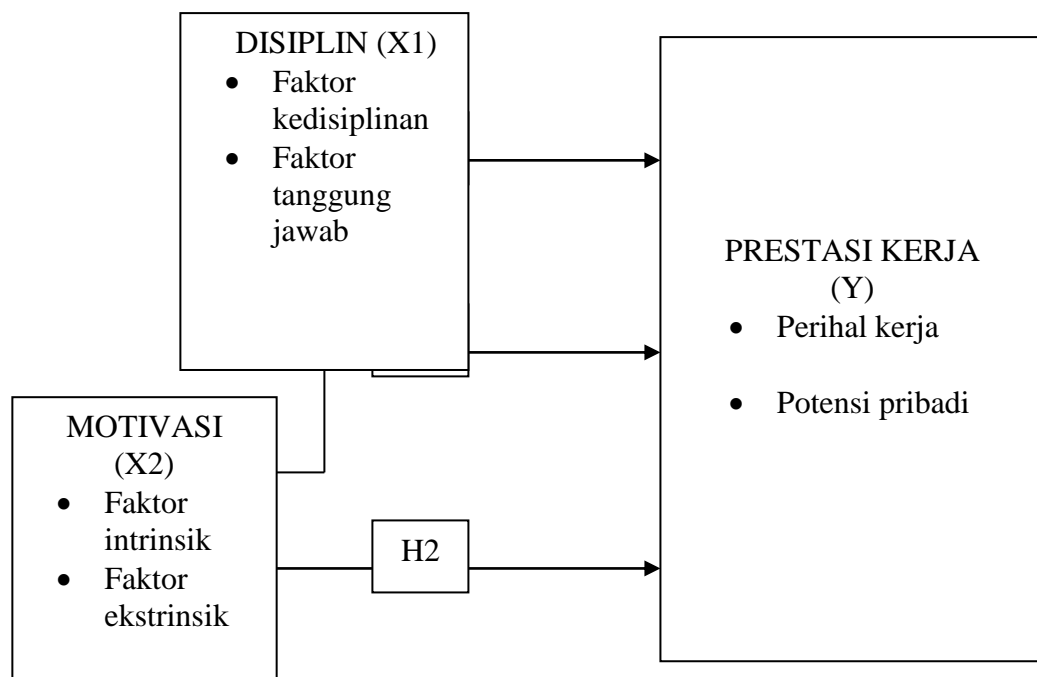 DISIPLIN (X1)
• Faktor
kedisiplinan
• Faktor
tanggung
jawab
MOTIVASI
(X2)
• Faktor
intrinsik
• Faktor
ekstrinsik
H2
PRESTASI KERJA
(Y)
• Perihal kerja
• Potensi pribadi